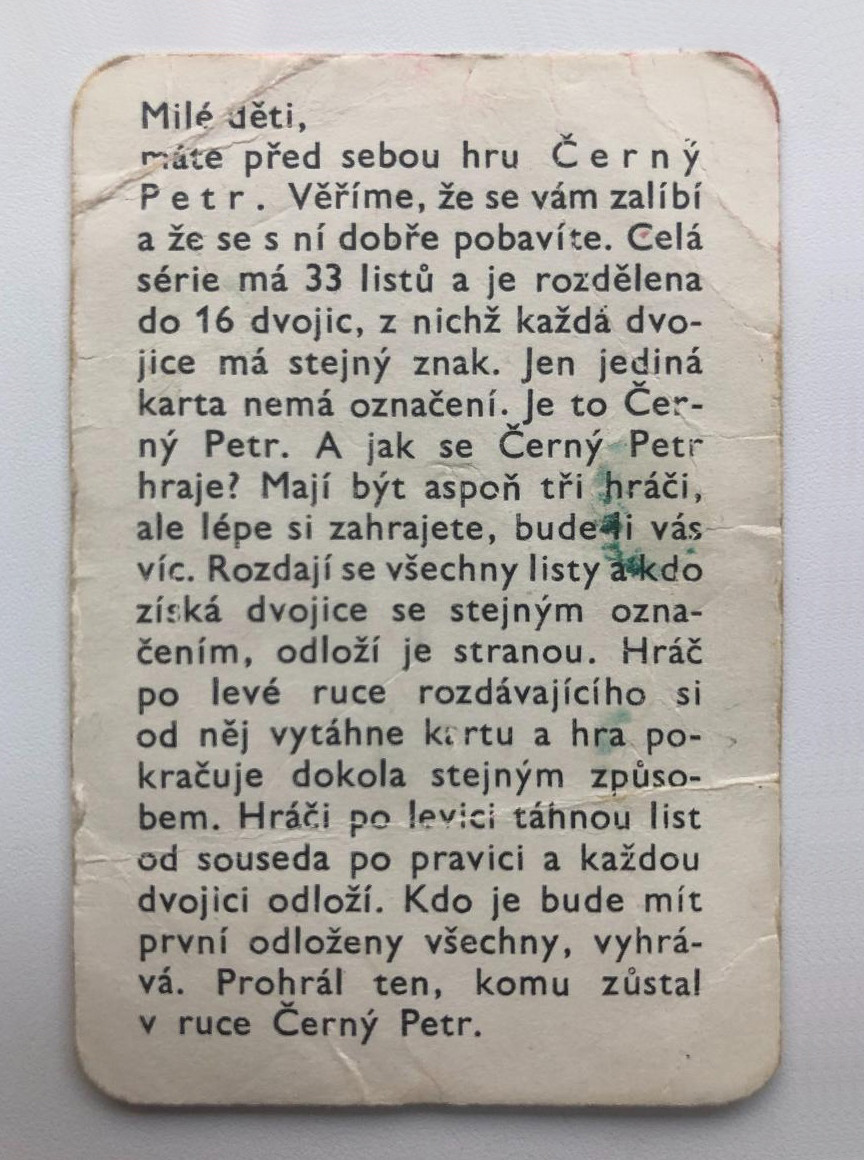 Milé děti,
máte před sebou hru Černý
Petr. Věříme, že se vám zalíbí
a že se s ní dobře pobavíte. Celá
série má 33 listů a je rozdělena
do 16 dvojic, z nichž každá dvo-
jice má stejný znak. Jen jediná
karta nemá označení. Je to Čer-
ný Petr. A jak se Černý Petr
hraje? Mají být aspoň tři hráči,
ale lépe si zahrajete, bude-li vás
víc. Rozdají se všechny listy a kdo
získá dvojice se stejným ozna-
čením, odloží je stranou. Hráč
po levé ruce rozdávajícího si
od něj vytáhne kartu a hra po-
kračuje dokola stejným způso-
bem. Hráči po levici táhnou list
od souseda po pravici a každou
dvojici odloží. Kdo je bude mít
první odloženy všechny, vyhrá-
vá. Prohrál ten, komu zůstal
v ruce Černý Petr.